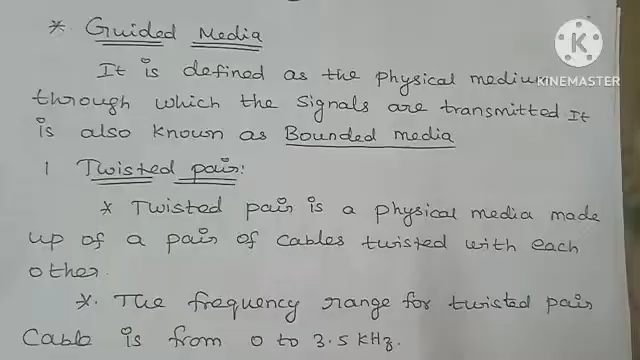 * Guided Media
It is defined as the physical medium
through which the signals are transmitted It
is also known as Bounded media
1 Twisted pair:
* Twisted pair is a physical media made
up of a pair of cables twisted with each
other.
*. The frequency range for twisted pair
Cable is from 0 to 3.5 KHz.
K
KINEMASTER